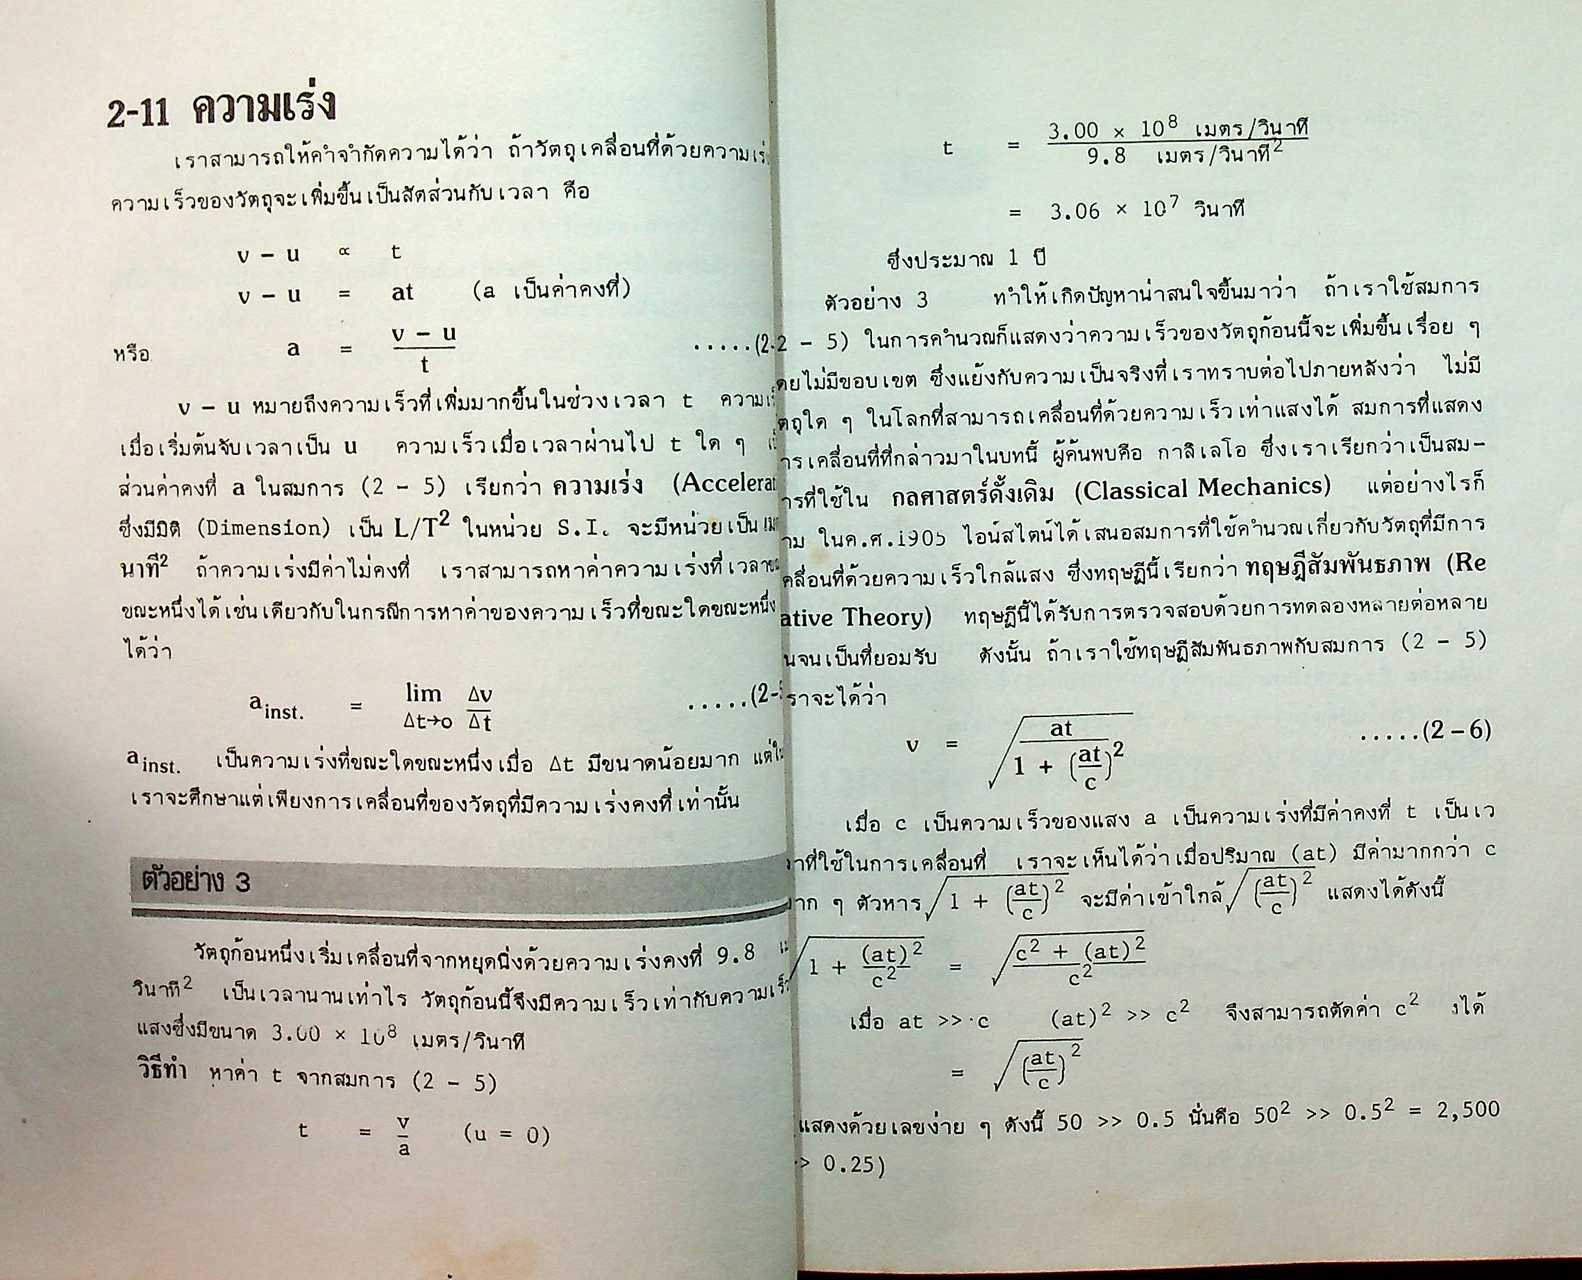 2-11 ความเร่ง
เราสามารถให้คำจำกัดความได้ว่า ถ้าวัตถุเคลื่อนที่ด้วยความเร่
ความเร็วของวัตถุจะเพิ่มขึ้นเป็นสัดส่วนกับเวลา คือ
v – u ∝ t
v – u = at (a เป็นค่าคงที่)
หรือ a = (v – u)/t .....(2
v – u หมายถึงความเร็วที่เพิ่มมากขึ้นในช่วงเวลา t
เมื่อเริ่มต้นจับเวลาเป็น u ความเร็วเมื่อเวลาผ่านไป t ใด ๆ
ส่วนค่าคงที่ a ในสมการ (2 – 5) เรียกว่า ความเร่ง (Accelerat
ซึ่งมีมิติ (Dimension) เป็น L/T² ในหน่วย S.I. จะมีหน่วยเป็น
นาที² ถ้าความเร่งมีค่าไม่คงที่ เราสามารถหาค่าความเร่งที่เวลา
ขณะหนึ่งได้เช่นเดียวกับในกรณีการหาค่าของความเร็วที่ขณะใดขณะหนึ่ง
ได้ว่า
a inst. = lim Δt→o Δv/Δt .....(2-
a inst. เป็นความเร่งที่ขณะใดขณะหนึ่งเมื่อ Δt มีขนาดน้อยมาก แต่
เราจะศึกษาแต่เพียงการเคลื่อนที่ของวัตถุที่มีความเร่งคงที่เท่านั้น
ตัวอย่าง 3
วัตถุก้อนหนึ่งเริ่มเคลื่อนที่จากหยุดนิ่งด้วยความเร่งคงที่ 9.8
วินาที² เป็นเวลานานเท่าไร วัตถุก้อนนี้จึงมีความเร็วเท่ากับความเร็ว
แสงซึ่งมีขนาด 3.00 × 10⁸ เมตร/วินาที
วิธีทำ หาค่า t จากสมการ (2 – 5)
t = v/a (u = 0)
t = 3.00 × 10⁸ เมตร/วินาที / 9.8 เมตร/วินาที²
= 3.06 × 10⁷ วินาที
ซึ่งประมาณ 1 ปี
ตัวอย่าง 3 ทำให้เกิดปัญหาน่าสนใจขึ้นมาว่า ถ้าเราใช้สมการ
2 – 5) ในการคำนวณก็แสดงว่าความเร็วของวัตถุก้อนนี้จะเพิ่มขึ้นเรื่อย ๆ
ดยไม่มีขอบเขต ซึ่งแย้งกับความเป็นจริงที่เราทราบต่อไปภายหลังว่า ไม่มี
ตถุใด ๆ ในโลกที่สามารถเคลื่อนที่ด้วยความเร็วเท่าแสงได้ สมการที่แสดง
ารเคลื่อนที่ที่กล่าวมาในบทนี้ ผู้ค้นพบคือ กาลิเลโอ ซึ่งเราเรียกว่าเป็นสม–
ารที่ใช้ใน กลศาสตร์ดั้งเดิม (Classical Mechanics) แต่อย่างไรก็
าม ในค.ศ.1905 ไอน์สไตน์ได้เสนอสมการที่ใช้คำนวณเกี่ยวกับวัตถุที่มีการ
คลื่อนที่ด้วยความเร็วใกล้แสง ซึ่งทฤษฎีนี้เรียกว่า ทฤษฎีสัมพันธภาพ (Re
ative Theory) ทฤษฎีนี้ได้รับการตรวจสอบด้วยการทดลองหลายต่อหลาย
นจนเป็นที่ยอมรับ ดังนั้น ถ้าเราใช้ทฤษฎีสัมพันธภาพกับสมการ (2 – 5)
ราจะได้ว่า
v = √(at / (1 + (at/c)²)) .....(2 – 6)
เมื่อ c เป็นความเร็วของแสง a เป็นความเร่งที่มีค่าคงที่ t เป็นเว
าที่ใช้ในการเคลื่อนที่ เราจะเห็นได้ว่าเมื่อปริมาณ (at) มีค่ามากกว่า c
าก ๆ ตัวหาร √(1 + (at/c)²) จะมีค่าเข้าใกล้ √((at/c)²) แสดงได้ดังนี้
√(1 + (at)²/c²) = √((c² + (at)²)/c²)
เมื่อ at >> c (at)² >> c² จึงสามารถตัดค่า c² งได้
= √((at/c)²)
แสดงด้วยเลขง่าย ๆ ดังนี้ 50 >> 0.5 นั่นคือ 50² >> 0.5² = 2,500
> 0.25)